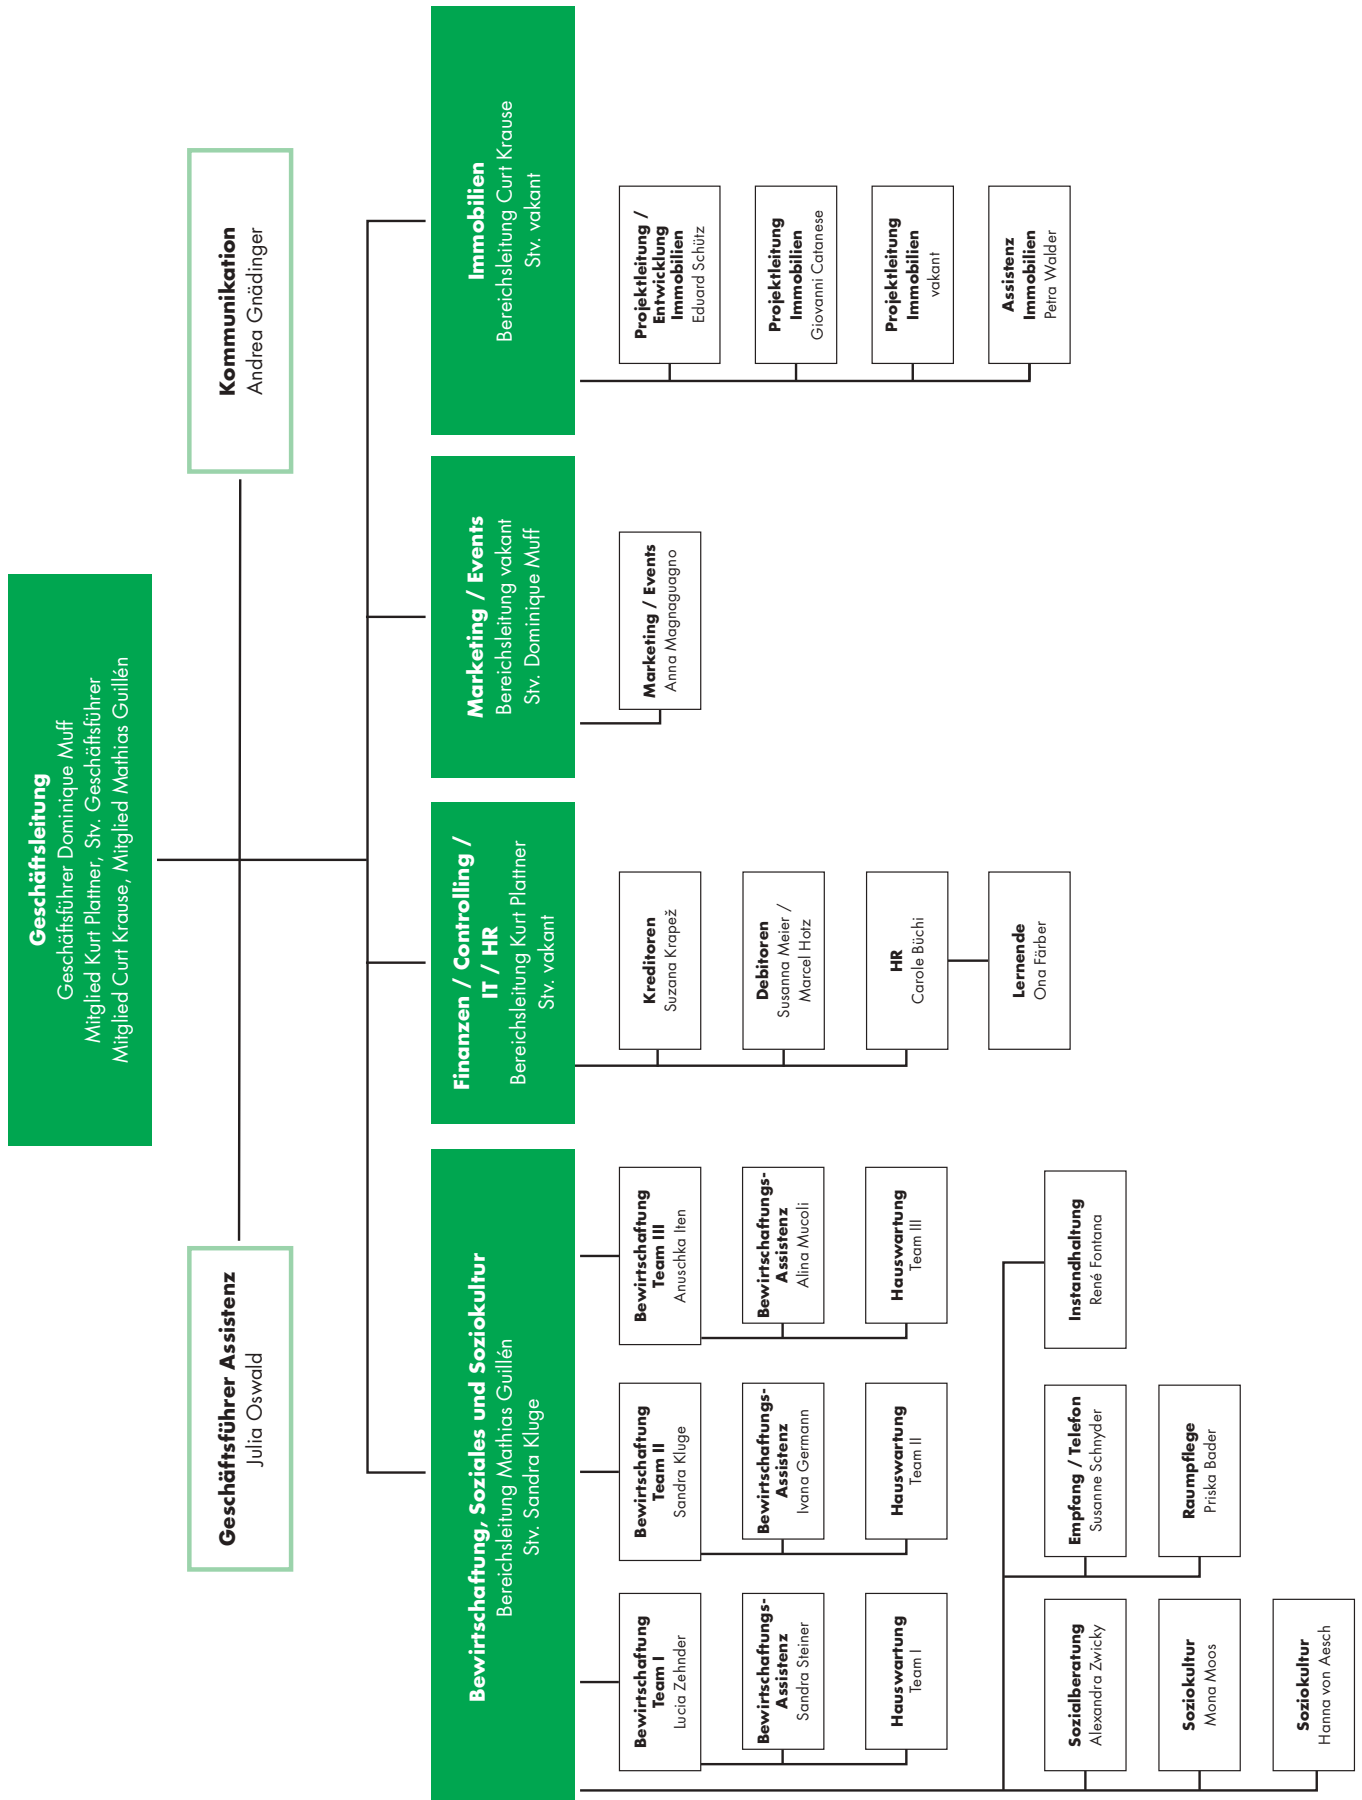 Geschäftsleitung
Geschäftsführer Dominique Muff
Mitglied Kurt Plattner, Stv. Geschäftsführer
Mitglied Curt Krause, Mitglied Mathias Guillén
Geschäftsführer Assistenz
Julia Oswald
Kommunikation
Andrea Gnädinger
Bewirtschaftung, Soziales und Soziokultur
Bereichsleitung Mathias Guillén
Stv. Sandra Kluge
Finanzen / Controlling /
IT / HR
Bereichsleitung Kurt Plattner
Stv. vakant
Marketing / Events
Bereichsleitung vakant
Stv. Dominique Muff
Immobilien
Bereichsleitung Curt Krause
Stv. vakant
Bewirtschaftung
Team I
Lucia Zehnder
Bewirtschaftungs-
Assistenz
Sandra Steiner
Hauswartung
Team I
Bewirtschaftung
Team II
Sandra Kluge
Bewirtschaftungs-
Assistenz
Ivana Germann
Hauswartung
Team II
Bewirtschaftung
Team III
Anuschka Iten
Bewirtschaftungs-
Assistenz
Alina Mucoli
Hauswartung
Team III
Sozialberatung
Alexandra Zwicky
Soziokultur
Mona Moos
Soziokultur
Hanna von Aesch
Empfang / Telefon
Susanne Schnyder
Raumpflege
Priska Bader
Instandhaltung
René Fontana
Kreditoren
Suzana Krapež
Debitoren
Susanna Meier /
Marcel Hotz
HR
Carole Büchi
Lernende
Ona Färber
Marketing / Events
Anna Magnaguagno
Projektleitung /
Entwicklung
Immobilien
Eduard Schütz
Projektleitung
Immobilien
Giovanni Catanese
Projektleitung
Immobilien
vakant
Assistenz
Immobilien
Petra Walder